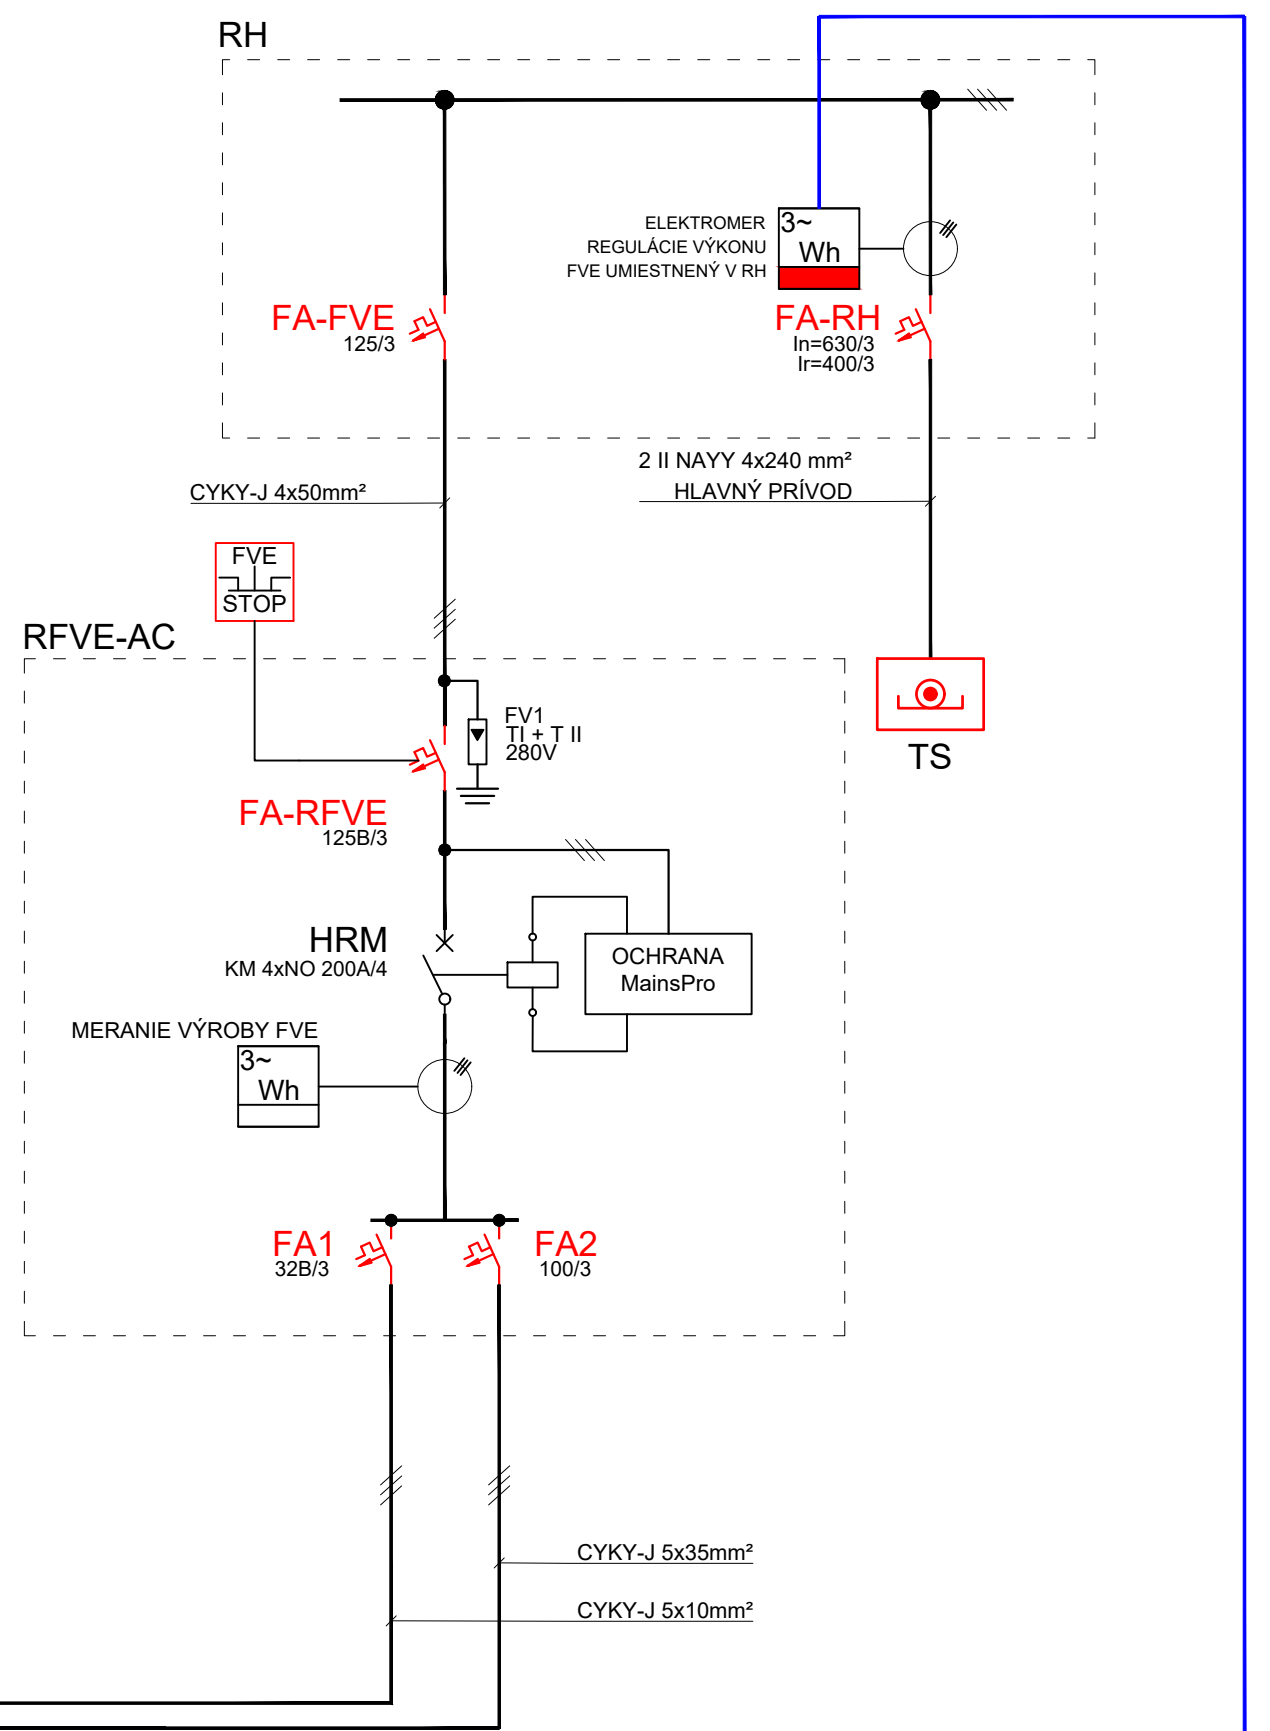 RH
ELEKTROMER
REGULÁCIE VÝKONU
FVE UMIESTNENÝ V RH
3~
Wh
FA-FVE
125/3
FA-RH
In=630/3
Ir=400/3
2 II NAYY 4x240 mm²
HLAVNÝ PRÍVOD
CYKY-J 4x50mm²
FVE
STOP
RFVE-AC
FV1
TI + T II
280V
TS
FA-RFVE
125B/3
HRM
KM 4xNO 200A/4
OCHRANA
MainsPro
MERANIE VÝROBY FVE
3~
Wh
FA1
32B/3
FA2
100/3
CYKY-J 5x35mm²
CYKY-J 5x10mm²